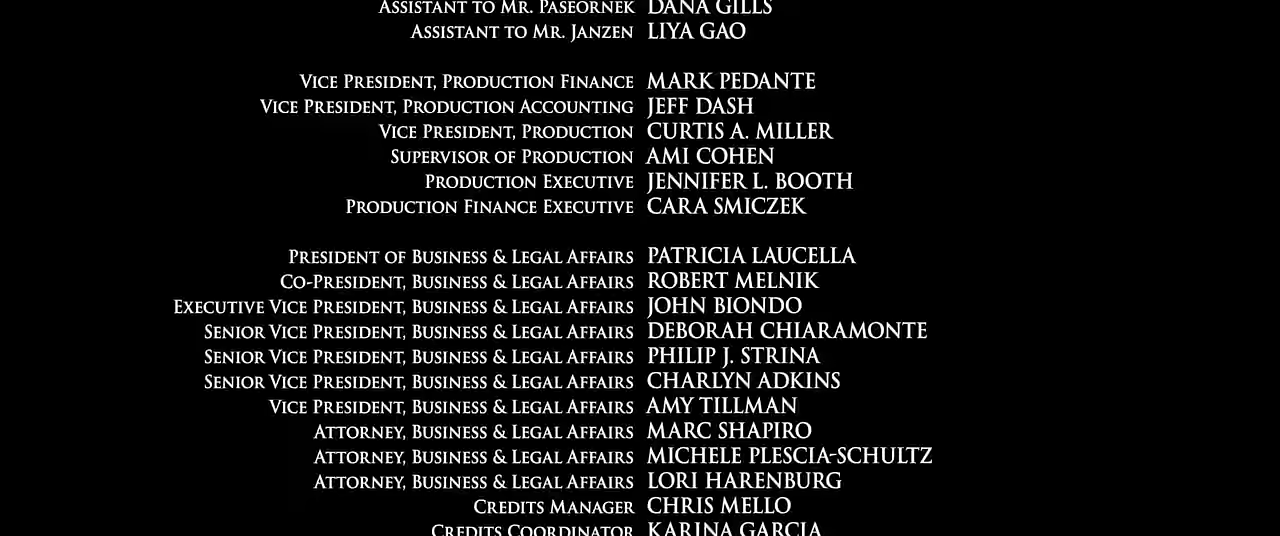 Assistant to Mr. Paseornek DANA GILLS
Assistant to Mr. Janzen LIYA GAO
Vice President, Production Finance MARK PEDANTE
Vice President, Production Accounting JEFF DASH
Vice President, Production CURTIS A. MILLER
Supervisor of Production AMI COHEN
Production Executive JENNIFER L. BOOTH
Production Finance Executive CARA SMICZEK
President of Business & Legal Affairs PATRICIA LAUCELLA
Co-President, Business & Legal Affairs ROBERT MELNIK
Executive Vice President, Business & Legal Affairs JOHN BIONDO
Senior Vice President, Business & Legal Affairs DEBORAH CHIARAMONTE
Senior Vice President, Business & Legal Affairs PHILIP J. STRINA
Senior Vice President, Business & Legal Affairs CHARLYN ADKINS
Vice President, Business & Legal Affairs AMY TILLMAN
Attorney, Business & Legal Affairs MARC SHAPIRO
Attorney, Business & Legal Affairs MICHELE PLESCIA-SCHULTZ
Attorney, Business & Legal Affairs LORI HARENBURG
Credits Manager CHRIS MELLO
Credits Coordinator KARINA GARCIA